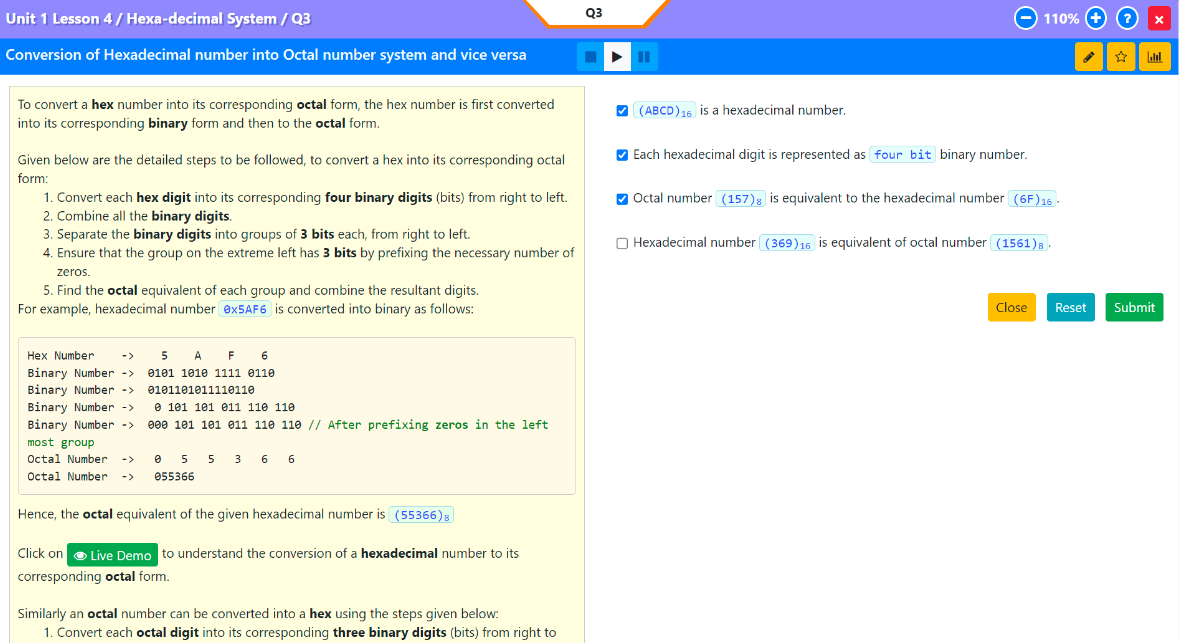 Unit 1 Lesson 4 / Hexa-decimal System / Q3
Q3
110%
Conversion of Hexadecimal number into Octal number system and vice versa
To convert a hex number into its corresponding octal form, the hex number is first converted
into its corresponding binary form and then to the octal form.
Given below are the detailed steps to be followed, to convert a hex into its corresponding octal
form:
1. Convert each hex digit into its corresponding four binary digits (bits) from right to left.
2. Combine all the binary digits.
3. Separate the binary digits into groups of 3 bits each, from right to left.
4. Ensure that the group on the extreme left has 3 bits by prefixing the necessary number of
zeros.
5. Find the octal equivalent of each group and combine the resultant digits.
For example, hexadecimal number 0x5AF6 is converted into binary as follows:
Hex Number -> 5 A F 6
Binary Number -> 0101 1010 1111 0110
Binary Number -> 0101101011110110
Binary Number -> 0 101 101 011 110 110
Binary Number -> 000 101 101 011 110 110 // After prefixing zeros in the left
most group
Octal Number -> 0 5 5 3 6 6
Octal Number -> 055366
Hence, the octal equivalent of the given hexadecimal number is (55366)8
Click on Live Demo to understand the conversion of a hexadecimal number to its
corresponding octal form.
Similarly an octal number can be converted into a hex using the steps given below:
1. Convert each octal digit into its corresponding three binary digits (bits) from right to
(ABCD)16 is a hexadecimal number.
Each hexadecimal digit is represented as four bit binary number.
Octal number (157)8 is equivalent to the hexadecimal number (6F)16.
Hexadecimal number (369)16 is equivalent of octal number (1561)8.
Close Reset Submit